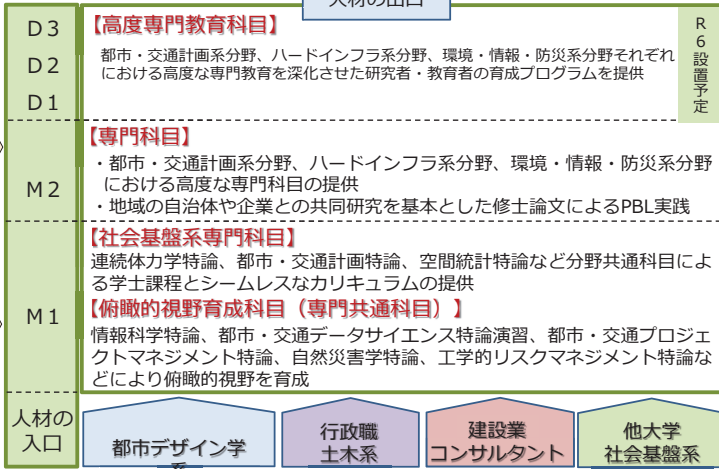 人材の出口
D3
D2
D1
【高度専門教育科目】
都市・交通計画系分野、ハードインフラ系分野、環境・情報・防災系分野それぞれ
における高度な専門教育を深化させた研究者・教育者の育成プログラムを提供
R6設置予定
M2
【専門科目】
・都市・交通計画系分野、ハードインフラ系分野、環境・情報・防災系分野
における高度な専門科目の提供
・地域の自治体や企業との共同研究を基本とした修士論文によるPBL実践
M1
【社会基盤系専門科目】
連続体力学特論、都市・交通計画特論、空間統計特論など分野共通科目によ
る学士課程とシームレスなカリキュラムの提供
【俯瞰的視野育成科目（専門共通科目）】
情報科学特論、都市・交通データサイエンス特論演習、都市・交通プロジェ
クトマネジメント特論、自然災害学特論、工学的リスクマネジメント特論な
どにより俯瞰的視野を育成
人材の
入口
都市デザイン学
系
行政職
土木系
建設業
コンサルタント
他大学
社会基盤系